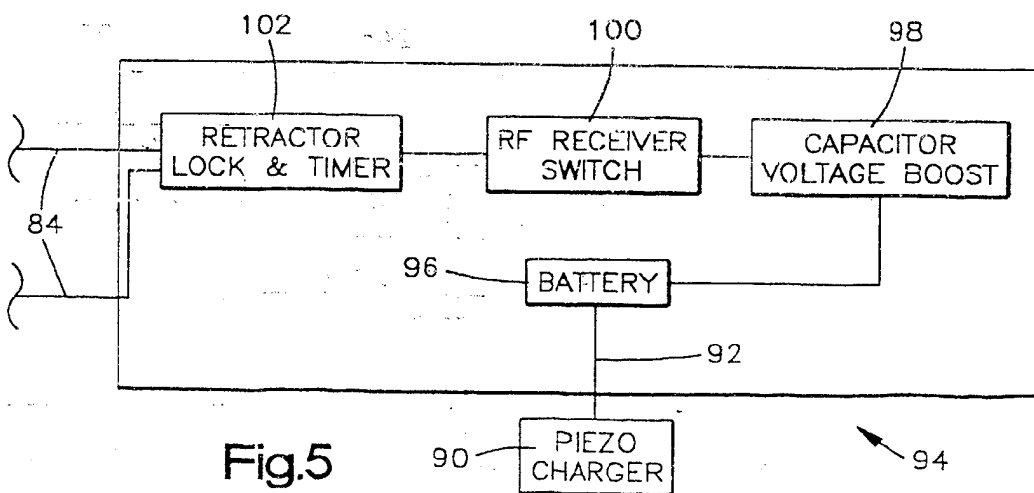 102
100
98
RETRACTOR
LOCK & TIMER
RF RECEIVER
SWITCH
CAPACITOR
VOLTAGE BOOST
84
96
BATTERY
92
Fig.5
90
PIEZO
CHARGER
94